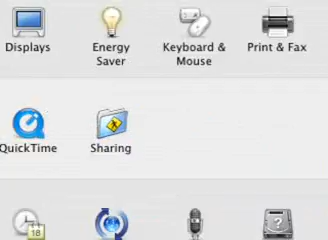 Displays
Energy Saver
Keyboard & Mouse
Print & Fax
QuickTime
Sharing
18
?